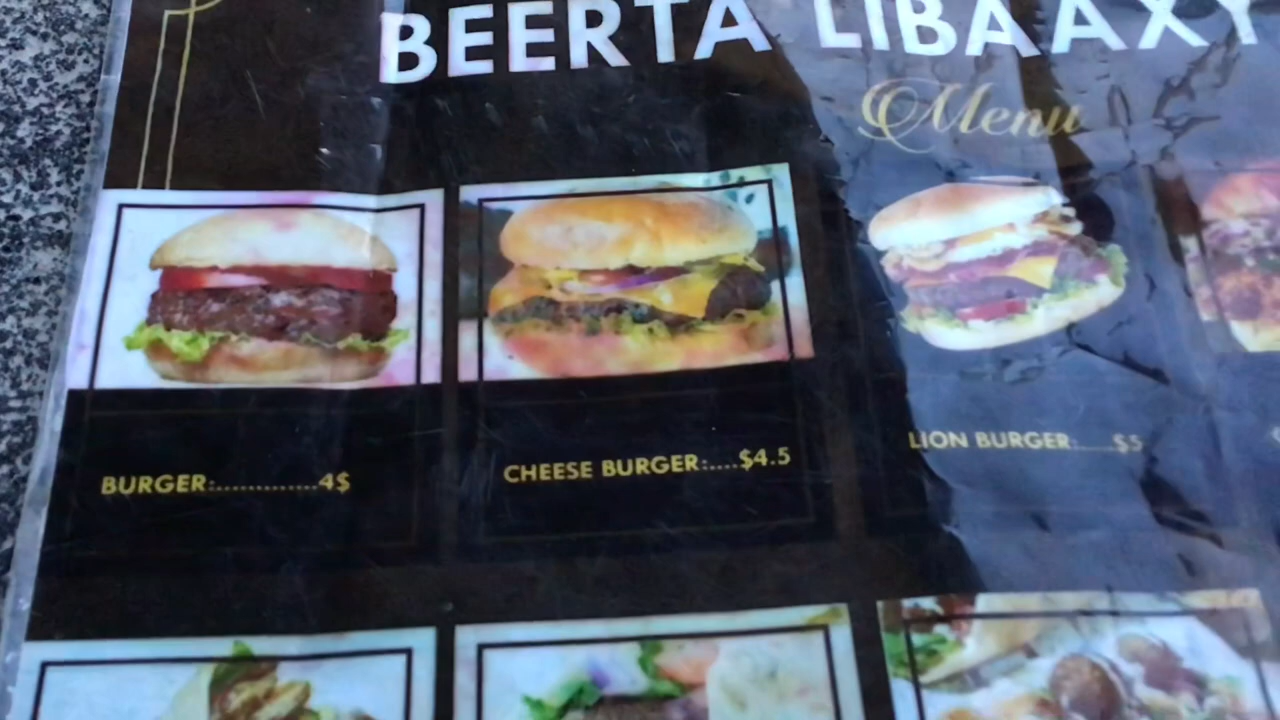 BEERTA LIBAAXY
Menu
BURGER:.............4$
CHEESE BURGER:....$4.5
LION BURGER:.....$5